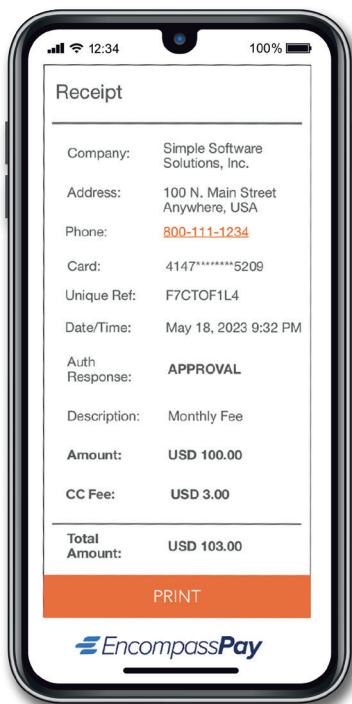 12:34 100%
Receipt
Company: Simple Software
Solutions, Inc.
Address: 100 N. Main Street
Anywhere, USA
Phone: 800-111-1234
Card: 4147********5209
Unique Ref: F7CTOF1L4
Date/Time: May 18, 2023 9:32 PM
Auth
Response: APPROVAL
Description: Monthly Fee
Amount: USD 100.00
CC Fee: USD 3.00
Total
Amount: USD 103.00
PRINT
EncompassPay